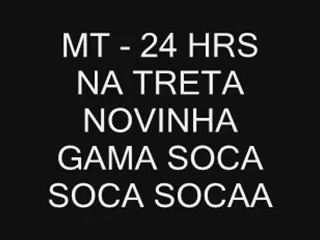 MT - 24 HRS
NA TRETA
NOVINHA
GAMA SOCA
SOCA SOCAA